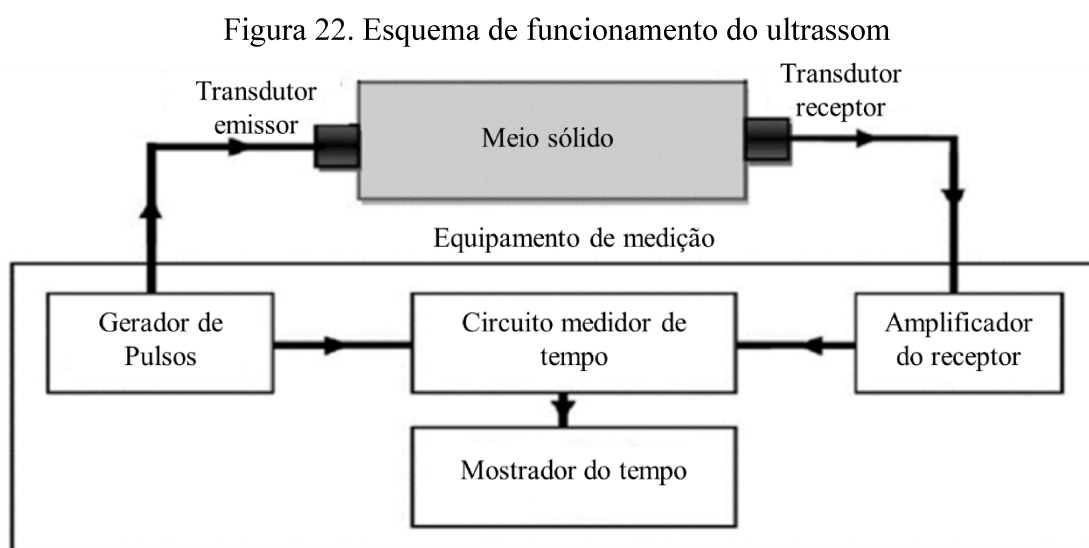 Figura 22. Esquema de funcionamento do ultrassom
Transdutor
emissor
Meio sólido
Transdutor
receptor
Equipamento de medição
Gerador de
Pulsos
Circuito medidor de
tempo
Amplificador
do receptor
Mostrador do tempo